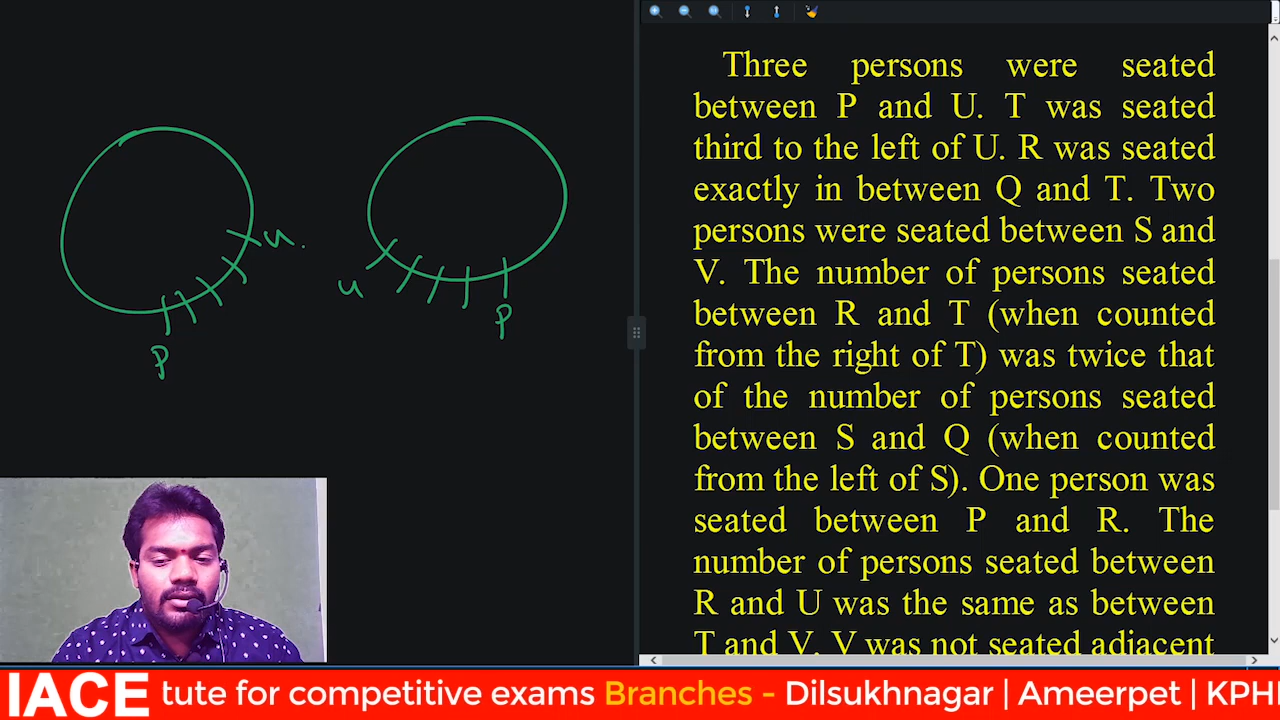 u
P
u
P
Three persons were seated
between P and U. T was seated
third to the left of U. R was seated
exactly in between Q and T. Two
persons were seated between S and
V. The number of persons seated
between R and T (when counted
from the right of T) was twice that
of the number of persons seated
between S and Q (when counted
from the left of S). One person was
seated between P and R. The
number of persons seated between
R and U was the same as between
T and V. V was not seated adjacent
IACE tute for competitive exams Branches - Dilsukhnagar | Ameerpet | KPH